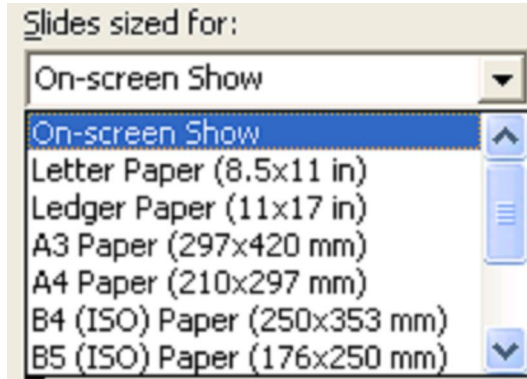 Slides sized for:
On-screen Show
On-screen Show
Letter Paper (8.5x11 in)
Ledger Paper (11x17 in)
A3 Paper (297x420 mm)
A4 Paper (210x297 mm)
B4 (ISO) Paper (250x353 mm)
B5 (ISO) Paper (176x250 mm)